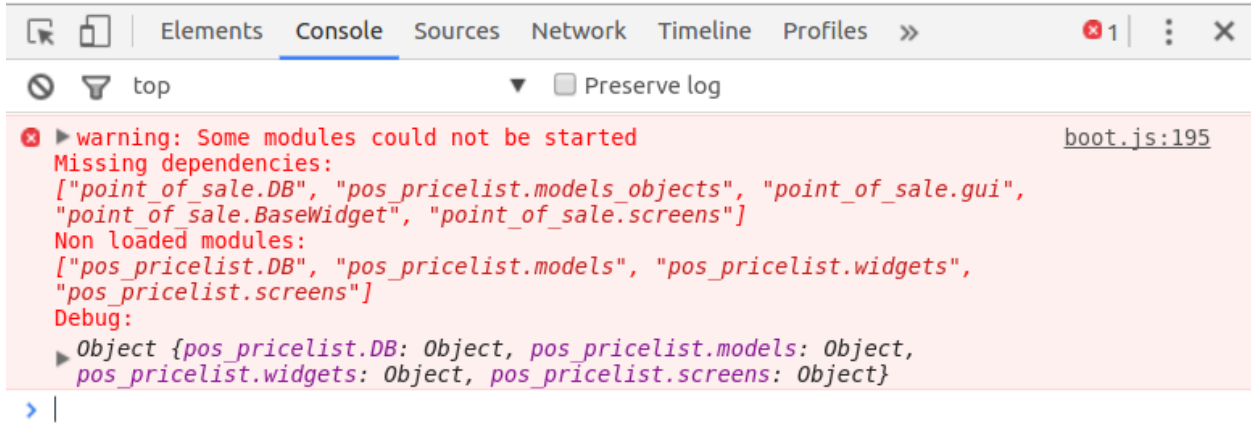 Elements Console Sources Network Timeline Profiles » 1
top Preserve log
warning: Some modules could not be started boot.js:195
Missing dependencies:
["point_of_sale.DB", "pos_pricelist.models_objects", "point_of_sale.gui",
"point_of_sale.BaseWidget", "point_of_sale.screens"]
Non loaded modules:
["pos_pricelist.DB", "pos_pricelist.models", "pos_pricelist.widgets",
"pos_pricelist.screens"]
Debug:
Object {pos_pricelist.DB: Object, pos_pricelist.models: Object,
pos_pricelist.widgets: Object, pos_pricelist.screens: Object}